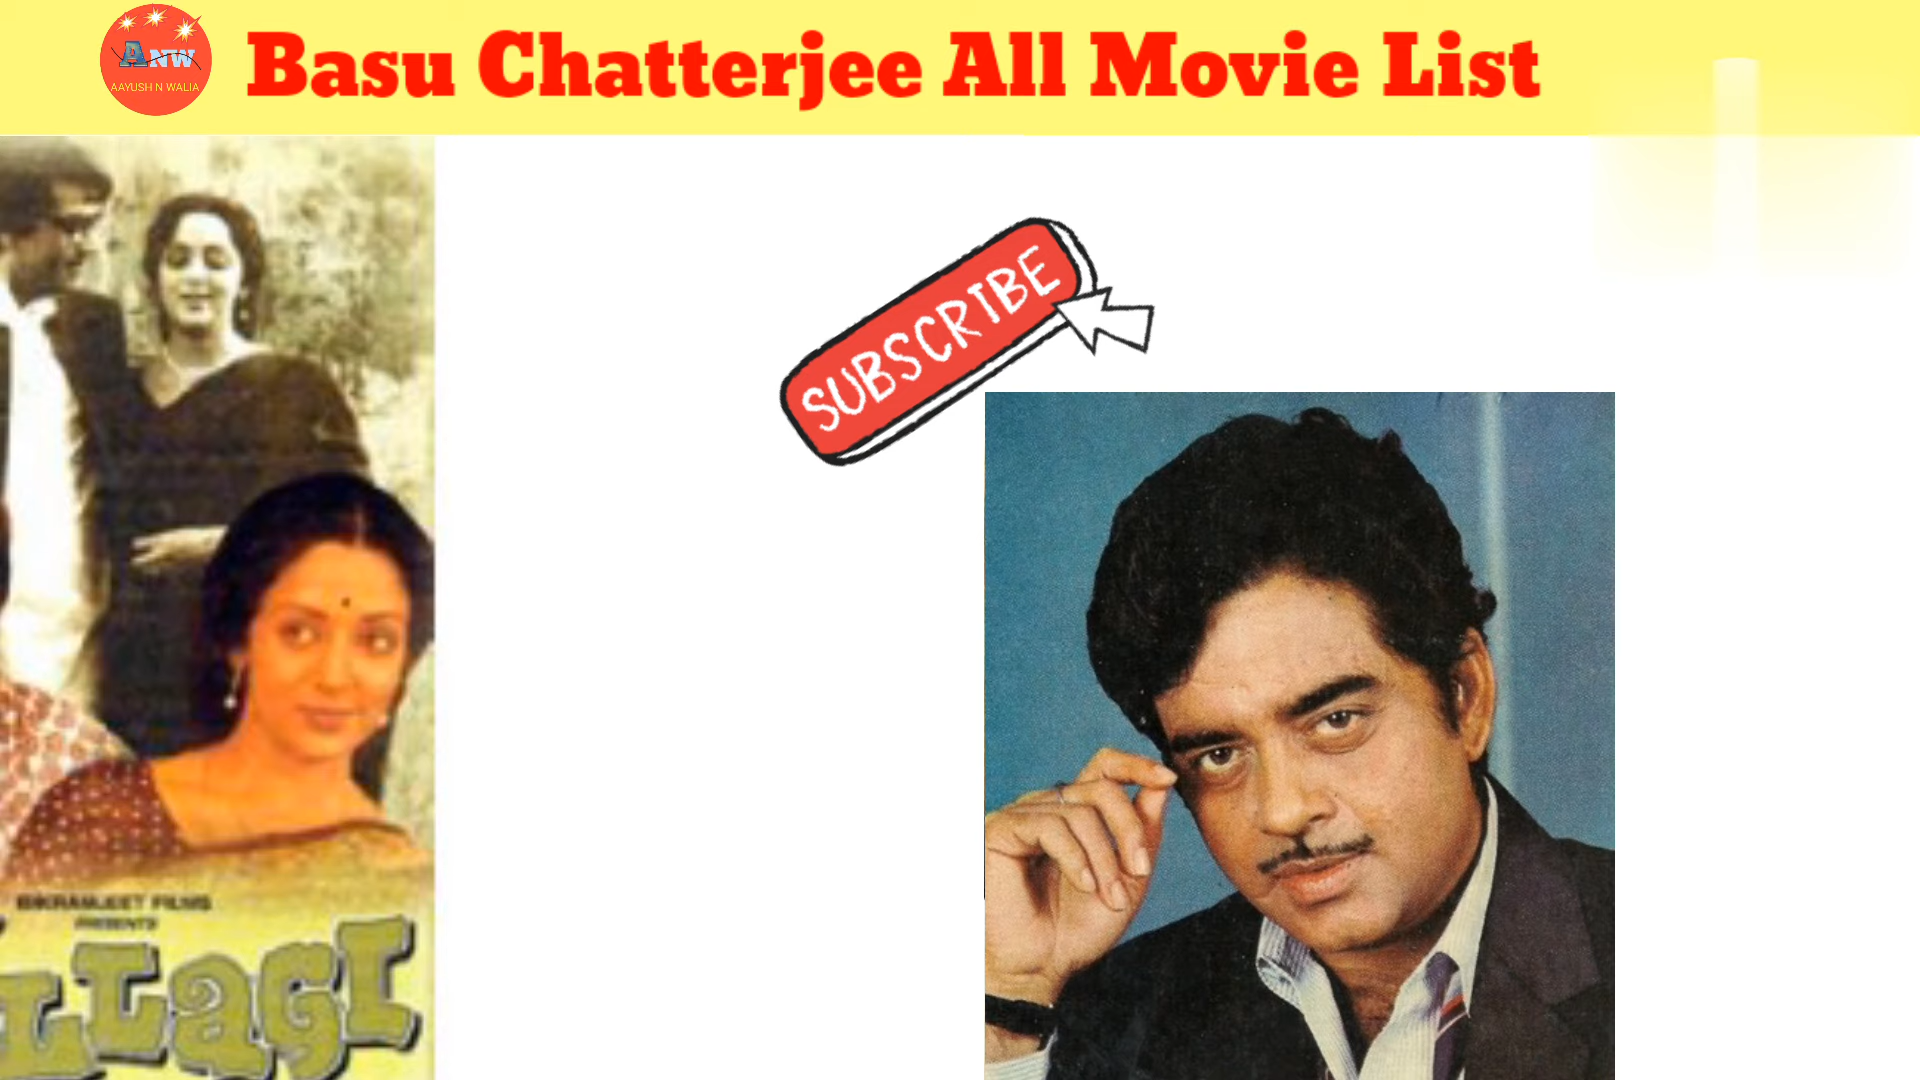 ANW
AAYUSH N WALIA
Basu Chatterjee All Movie List
SUBSCRIBE
BIKRAMJEET FILMS
PRESENTS
LLAGI